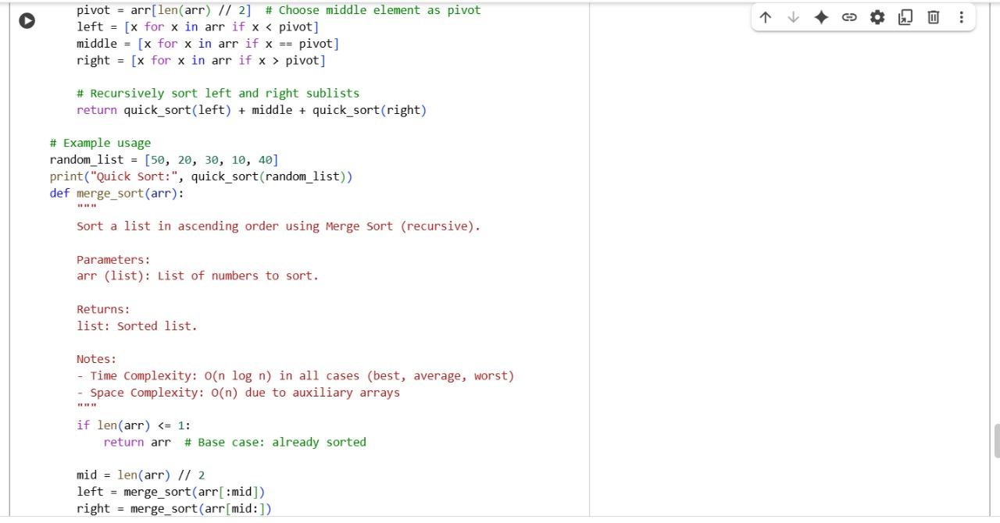 pivot = arr[len(arr) // 2]  # Choose middle element as pivot
    left = [x for x in arr if x < pivot]
    middle = [x for x in arr if x == pivot]
    right = [x for x in arr if x > pivot]

    # Recursively sort left and right sublists
    return quick_sort(left) + middle + quick_sort(right)

# Example usage
random_list = [50, 20, 30, 10, 40]
print("Quick Sort:", quick_sort(random_list))
def merge_sort(arr):
    """
    Sort a list in ascending order using Merge Sort (recursive).

    Parameters:
    arr (list): List of numbers to sort.

    Returns:
    list: Sorted list.

    Notes:
    - Time Complexity: O(n log n) in all cases (best, average, worst)
    - Space Complexity: O(n) due to auxiliary arrays
    """
    if len(arr) <= 1:
        return arr  # Base case: already sorted

    mid = len(arr) // 2
    left = merge_sort(arr[:mid])
    right = merge_sort(arr[mid:])